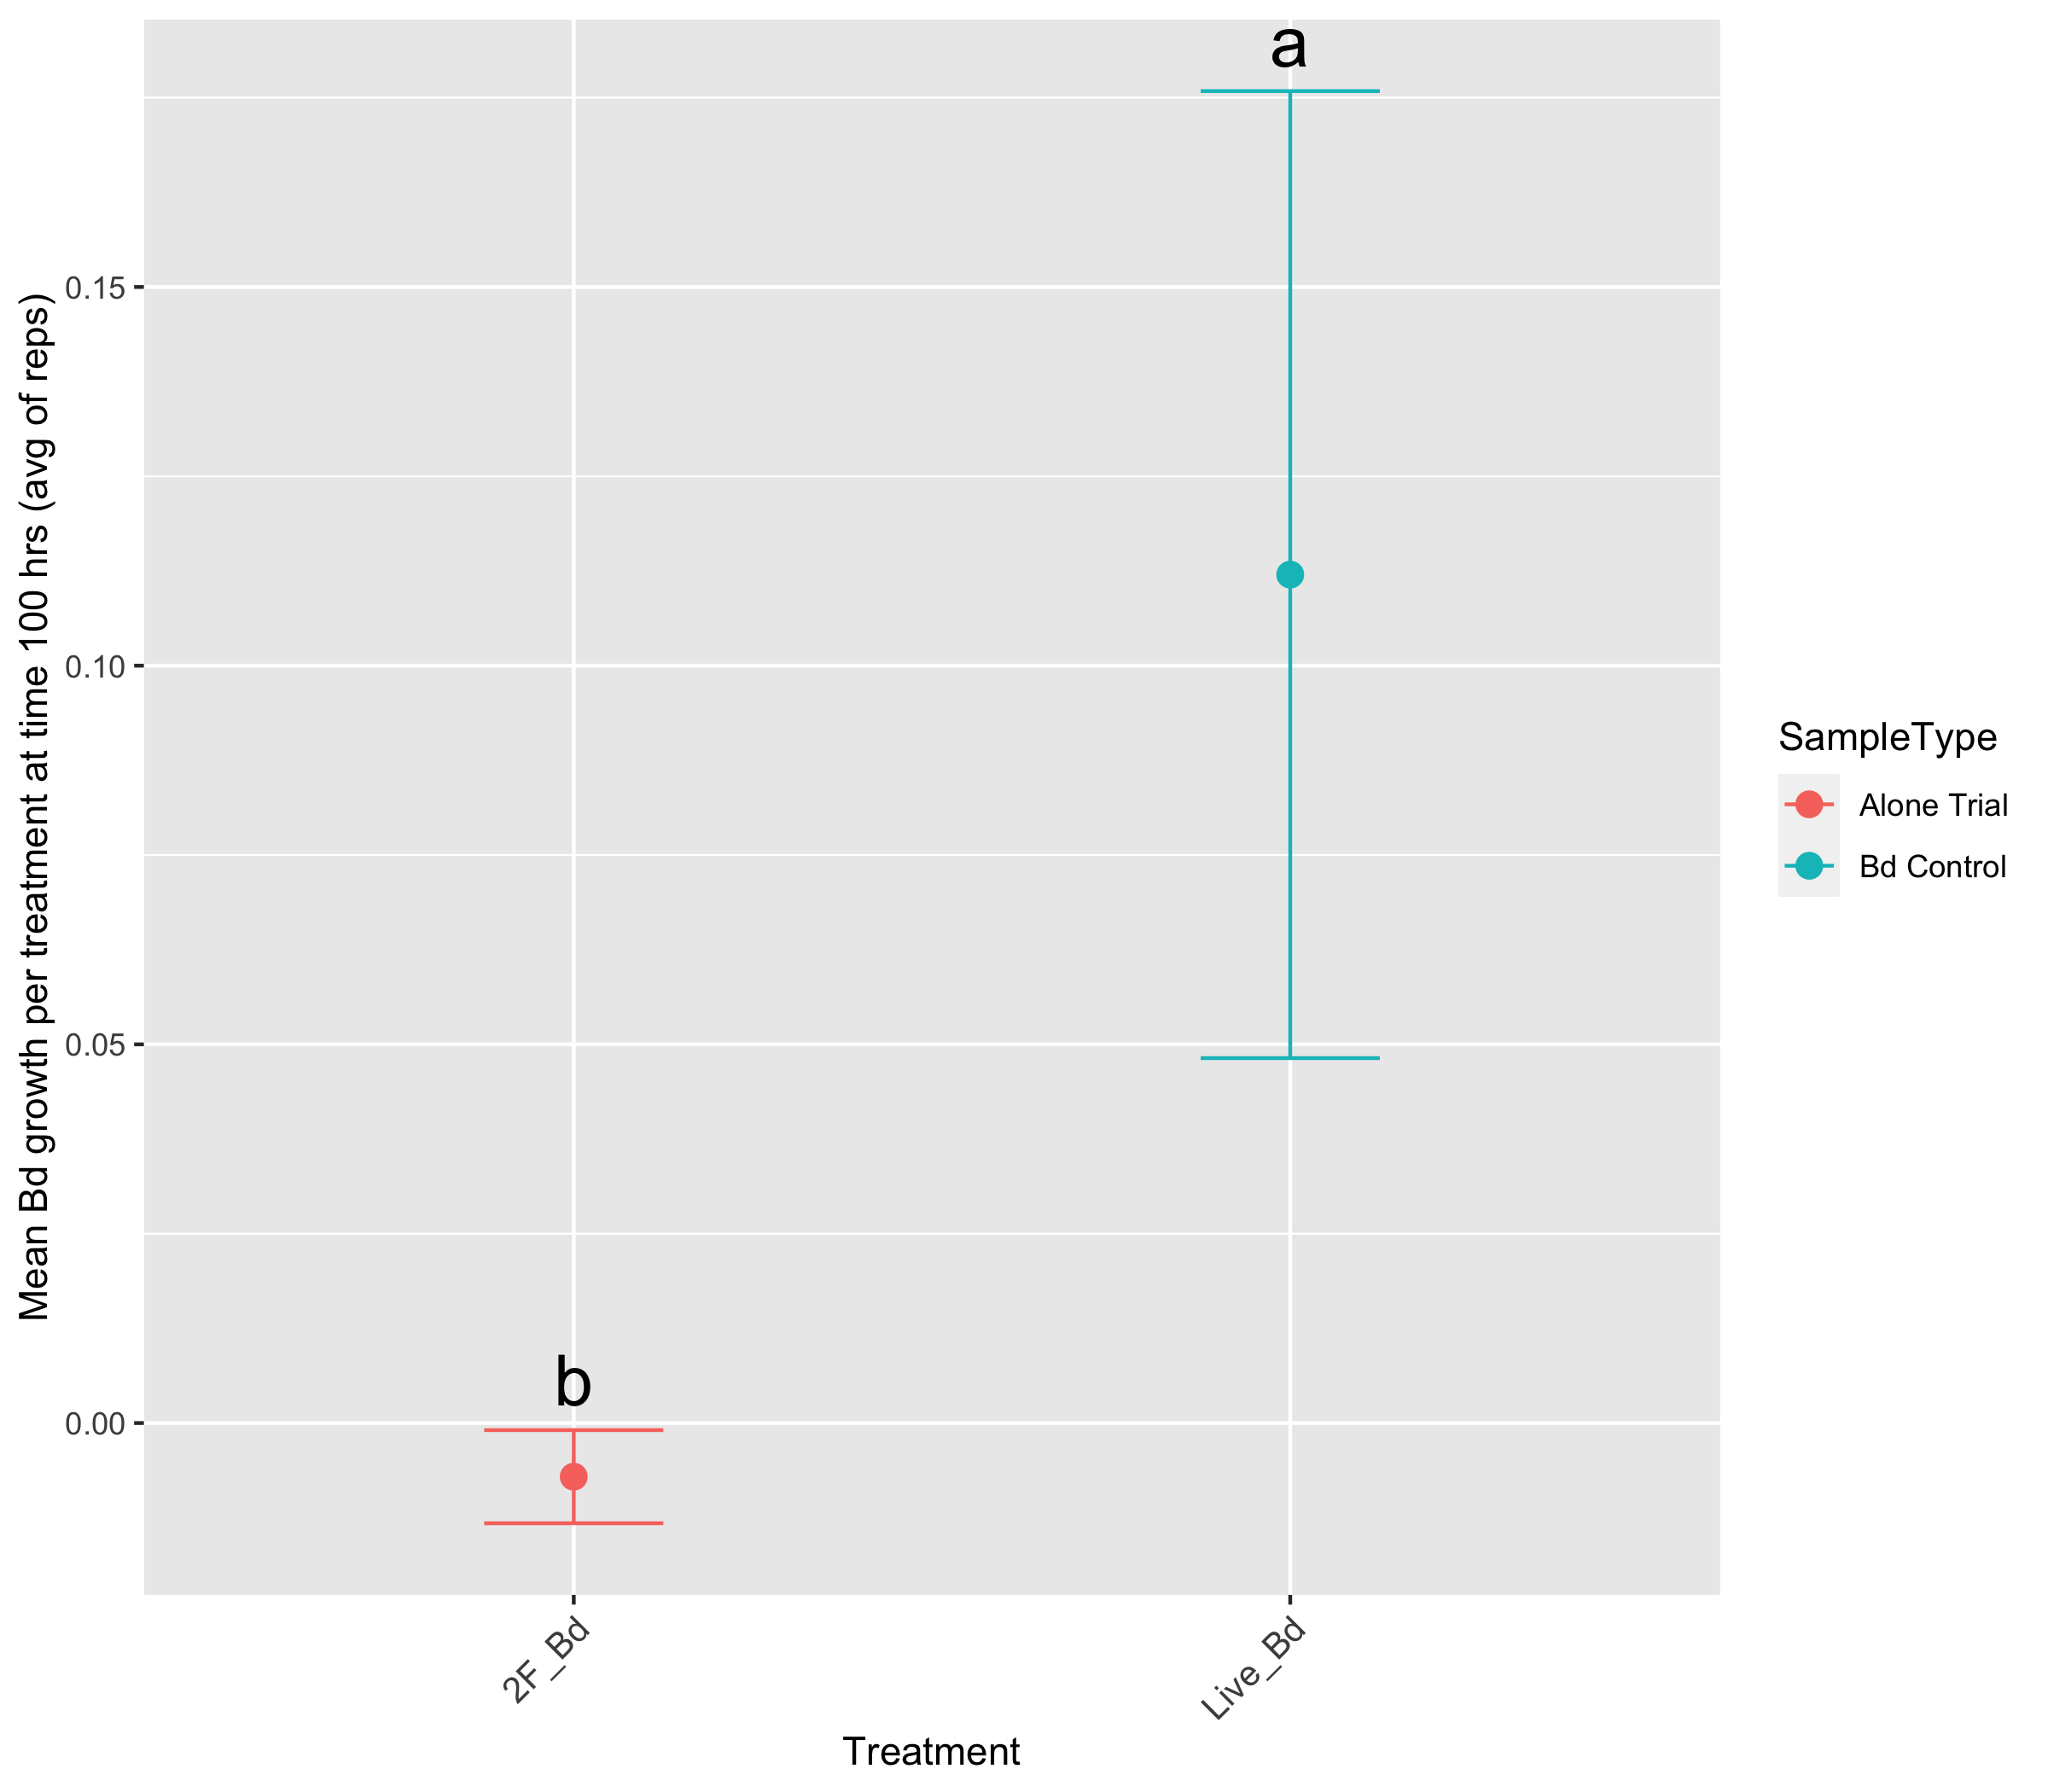 Mean Bd growth per treatment at time 100 hrs (avg of reps)
0.15
0.10
0.05
0.00
a
b
2F_Bd
Live_Bd
Treatment
SampleType
Alone Trial
Bd Control